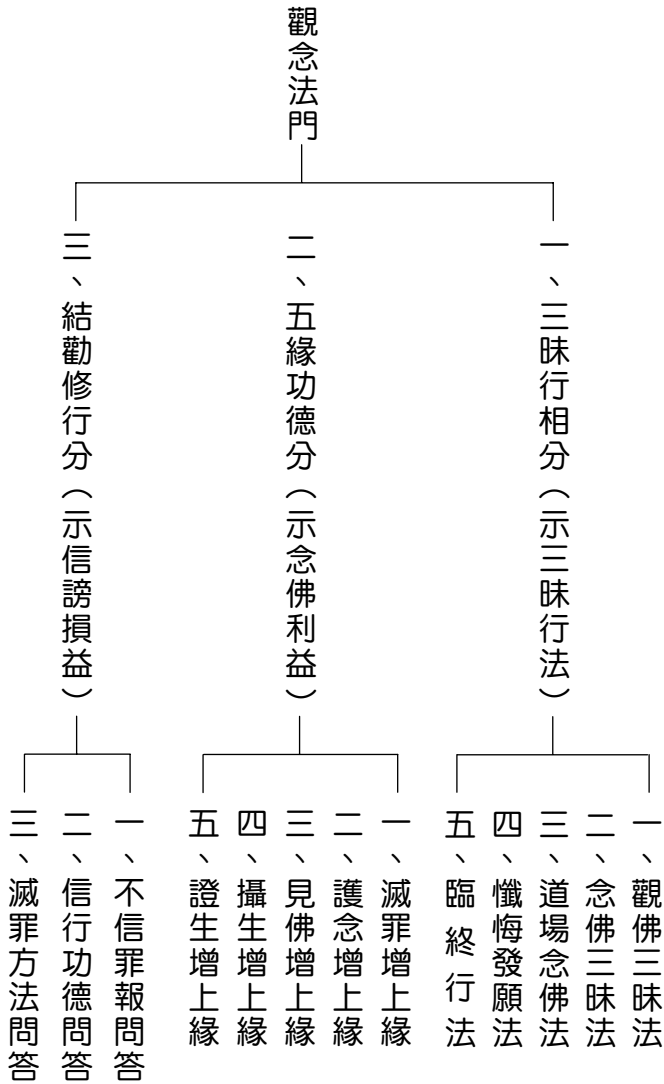 觀念法門
一、三昧行相分（示三昧行法）
一、觀佛三昧法
二、念佛三昧法
三、道場念佛法
四、懺悔發願法
五、臨終行法
二、五緣功德分（示念佛利益）
一、滅罪增上緣
二、護念增上緣
三、見佛增上緣
四、攝生增上緣
五、證生增上緣
三、結勸修行分（示信謗損益）
一、不信罪報問答
二、信行功德問答
三、滅罪方法問答